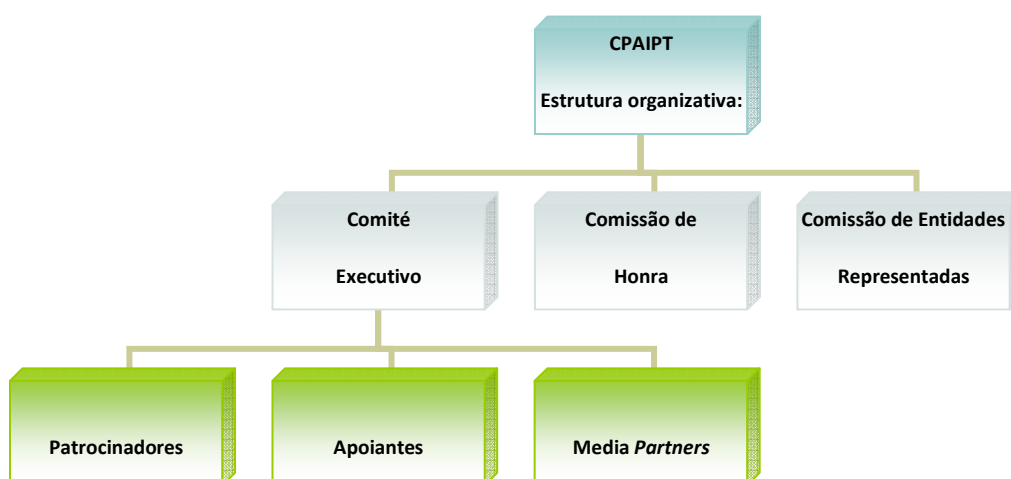 CPAIPT
Estrutura organizativa:
Comité
Executivo
Comissão de
Honra
Comissão de Entidades
Representadas
Patrocinadores
Apoiantes
Media Partners